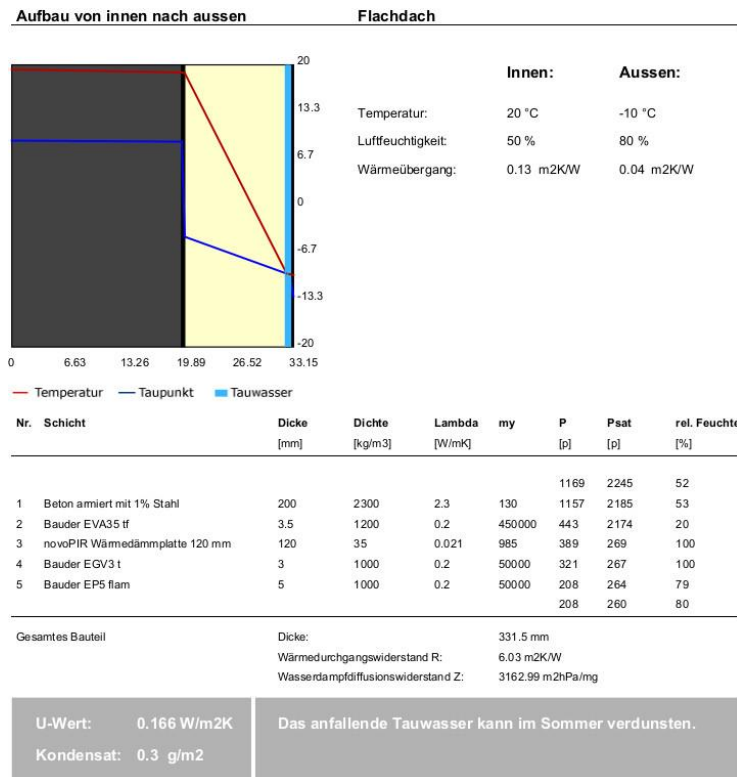 Aufbau von innen nach aussen Flachdach
20
13.3
6.7
0
-6.7
-13.3
-20
0 6.63 13.26 19.89 26.52 33.15
Temperatur Taupunkt Tauwasser
Innen: Aussen:
Temperatur: 20 °C -10 °C
Luftfeuchtigkeit: 50 % 80 %
Wärmeübergang: 0.13 m2K/W 0.04 m2K/W
Nr. Schicht Dicke Dichte Lambda my P Psat rel. Feuchte
[mm] [kg/m3] [W/mK] [p] [p] [%]
1169 2245 52
1 Beton armiert mit 1% Stahl 200 2300 2.3 130 1157 2185 53
2 Bauder EVA35 tf 3.5 1200 0.2 450000 443 2174 20
3 novoPIR Wärmedämmplatte 120 mm 120 35 0.021 985 389 269 100
4 Bauder EGV3 t 3 1000 0.2 50000 321 267 100
5 Bauder EP5 flam 5 1000 0.2 50000 208 264 79
208 260 80
Gesamtes Bauteil Dicke: 331.5 mm
Wärmedurchgangswiderstand R: 6.03 m2K/W
Wasserdampfdiffusionswiderstand Z: 3162.99 m2hPa/mg
U-Wert: 0.166 W/m2K Das anfallende Tauwasser kann im Sommer verdunsten.
Kondensat: 0.3 g/m2